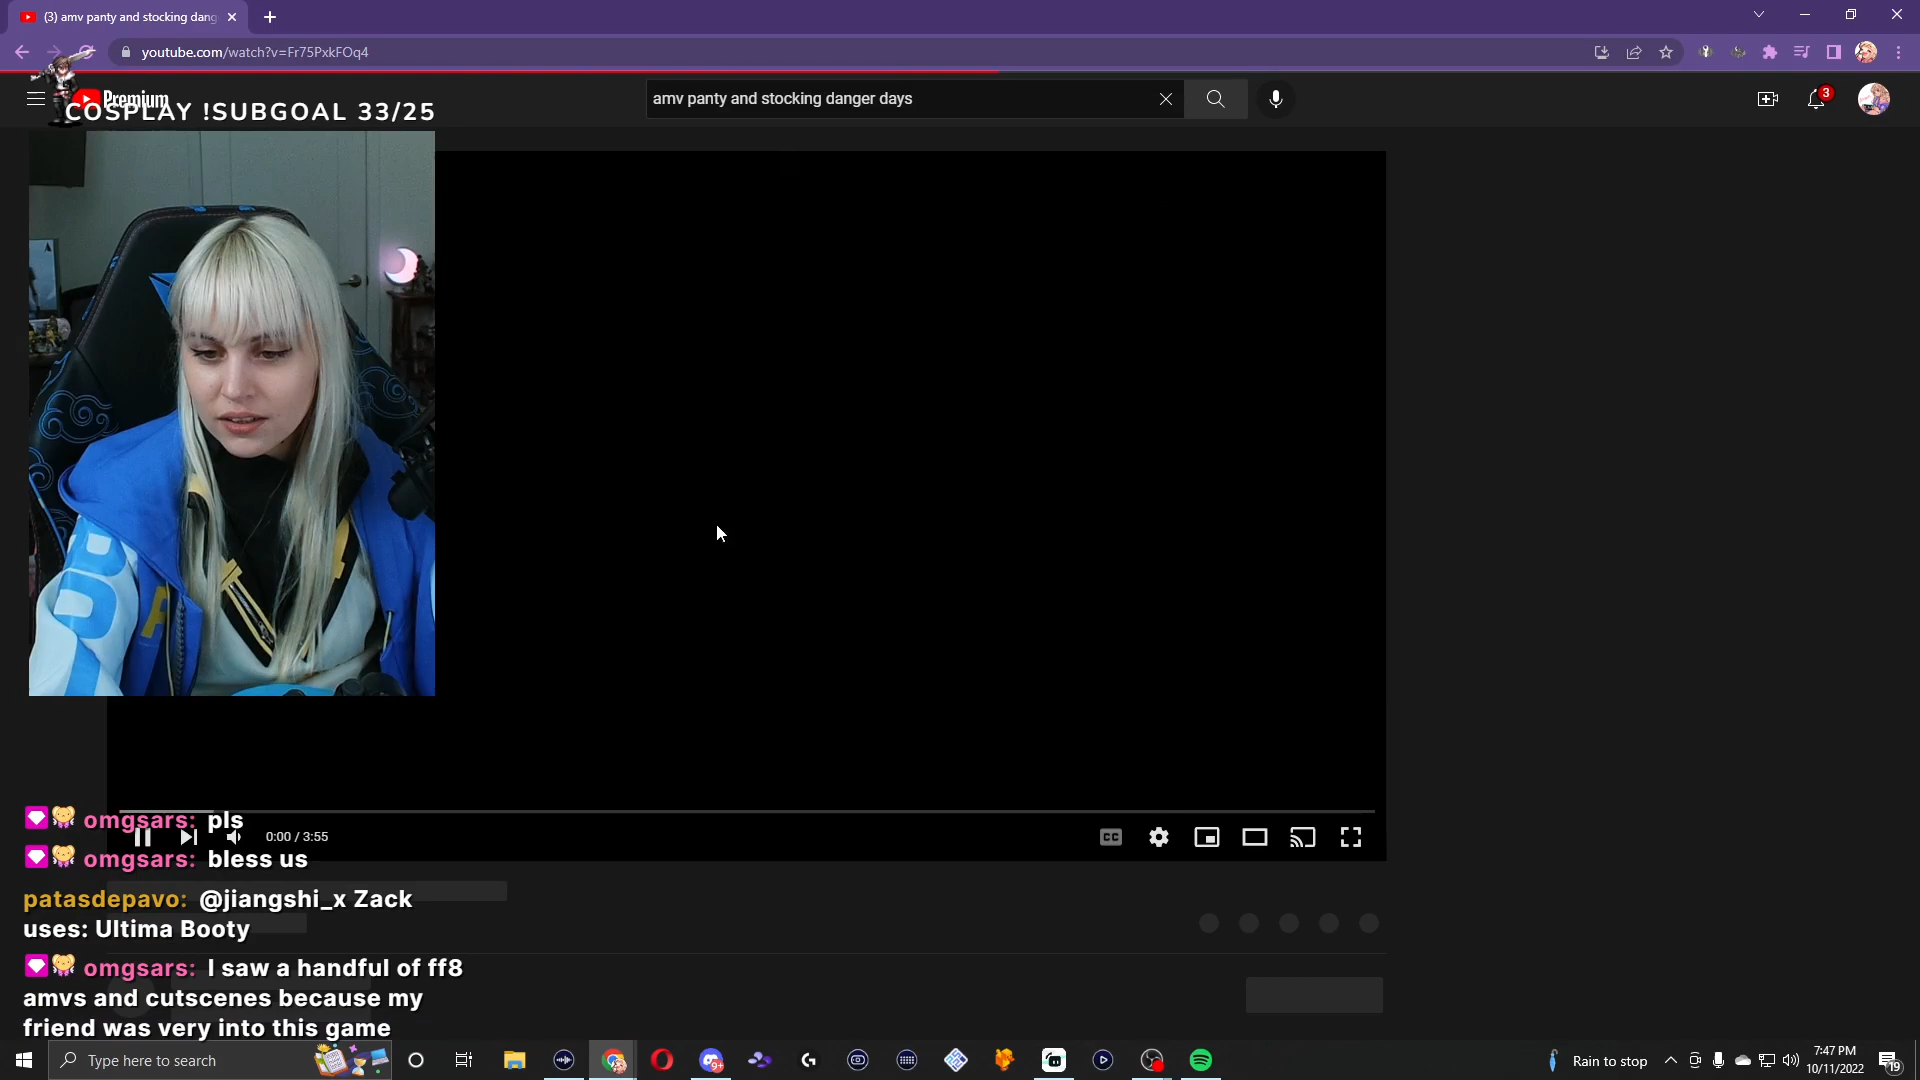 (3) amv panty and stocking dang
youtube.com/watch?v=Fr75PxkFOq4
Premium
COSPLAY !SUBGOAL 33/25
amv panty and stocking danger days
3
omgsars: pls
0:00 / 3:55
CC
omgsars: bless us
patasdepavo: @jiangshi_x Zack
uses: Ultima Booty
omgsars: I saw a handful of ff8
amvs and cutscenes because my
friend was very into this game
Type here to search
9+
Rain to stop
7:47 PM
10/11/2022
19